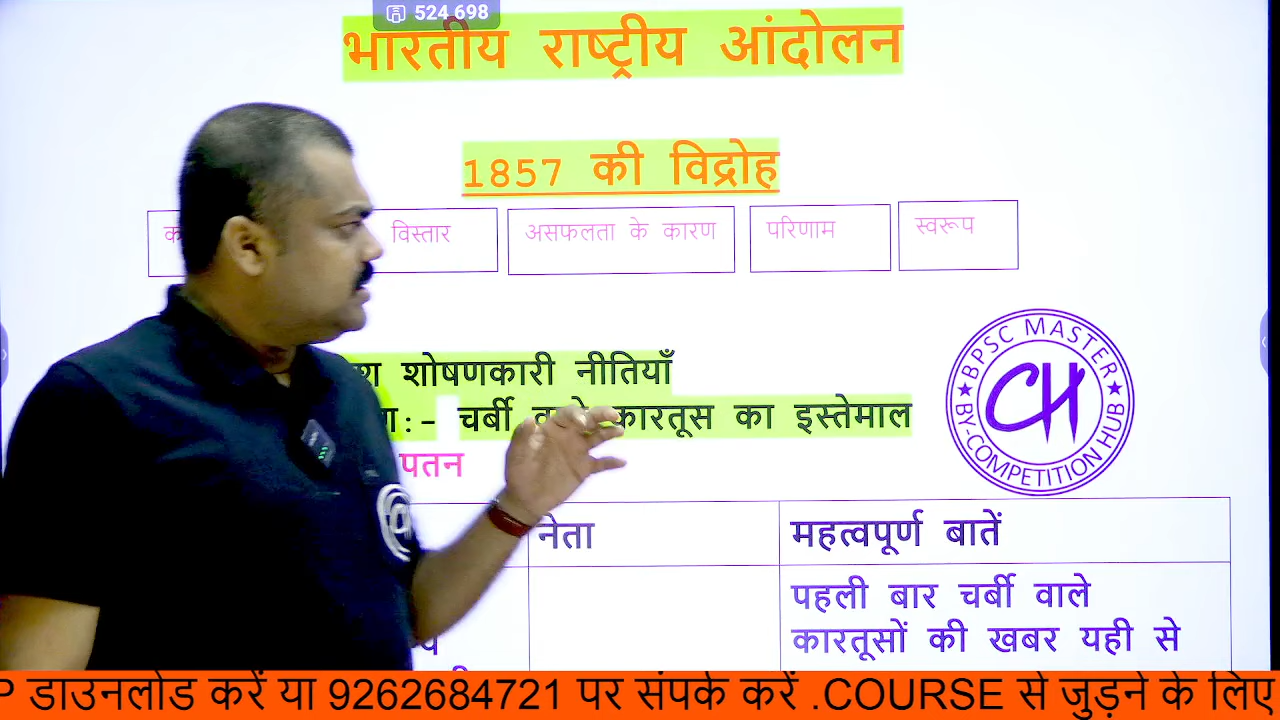 524 698
भारतीय राष्ट्रीय आंदोलन
1857 की विद्रोह
विस्तार
असफलता के कारण
परिणाम
स्वरूप
शोषणकारी नीतियाँ
:- चर्बी वाले कारतूस का इस्तेमाल
पतन
BPSC MASTER
CH
BY-COMPETITION HUB
नेता
महत्वपूर्ण बातें
पहली बार चर्बी वाले
कारतूसों की खबर यही से
डाउनलोड करें या 9262684721 पर संपर्क करें .COURSE से जुड़ने के लिए